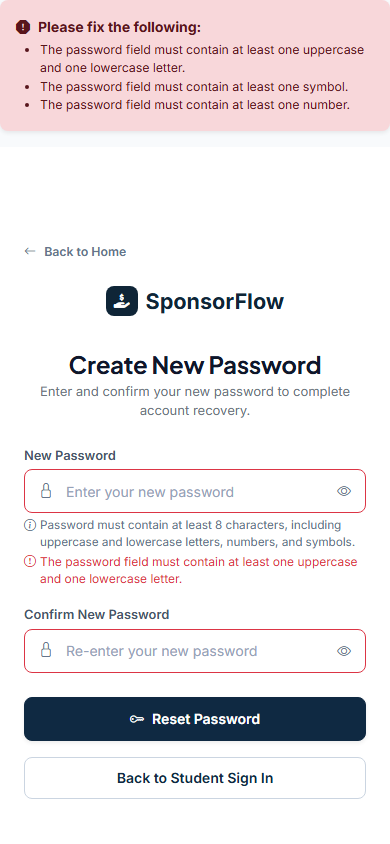 Please fix the following:
• The password field must contain at least one uppercase
and one lowercase letter.
• The password field must contain at least one symbol.
• The password field must contain at least one number.
← Back to Home
SponsorFlow
Create New Password
Enter and confirm your new password to complete
account recovery.
New Password
Enter your new password
Password must contain at least 8 characters, including
uppercase and lowercase letters, numbers, and symbols.
The password field must contain at least one uppercase
and one lowercase letter.
Confirm New Password
Re-enter your new password
Reset Password
Back to Student Sign In